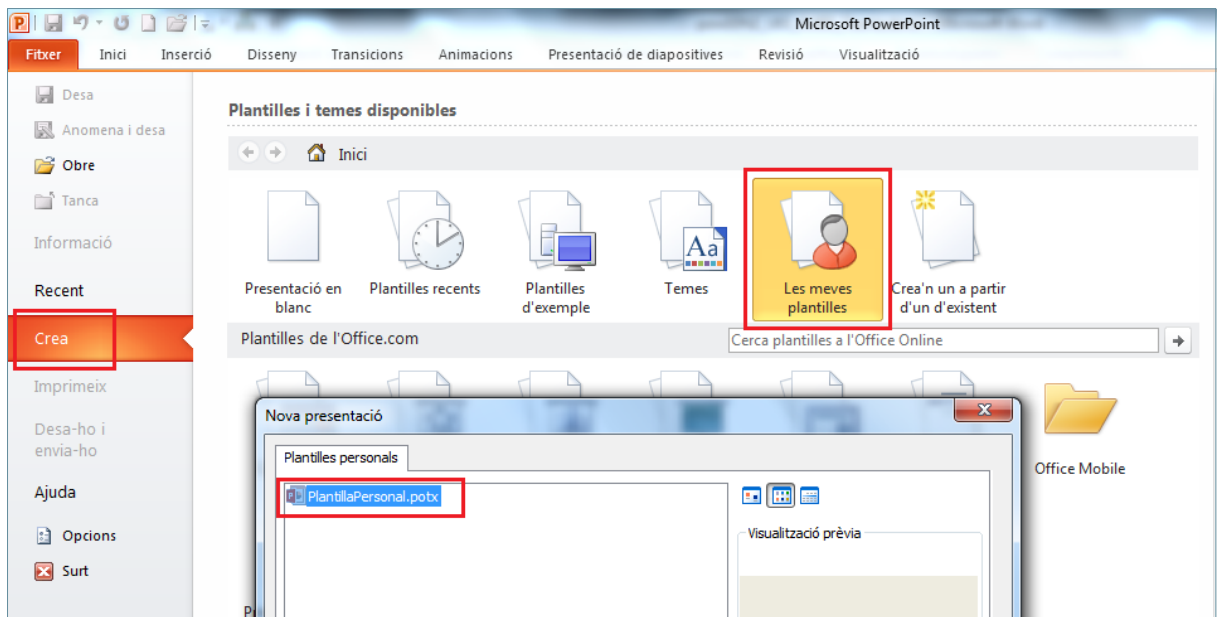 Microsoft PowerPoint
Fitxer Inici Inserció Disseny Transicions Animacions Presentació de diapositives Revisió Visualització
Desa
Anomena i desa
Obre
Tanca
Informació
Recent
Crea
Imprimeix
Desa-ho i
envia-ho
Ajuda
Opcions
Surt
Plantilles i temes disponibles
Inici
Presentació en
blanc
Plantilles recents
Plantilles
d'exemple
Aa
Temes
Les meves
plantilles
Crea'n un a partir
d'un d'existent
Plantilles de l'Office.com
Cerca plantilles a l'Office Online
Office Mobile
Nova presentació
Plantilles personals
PlantillaPersonal.potx
Visualització prèvia